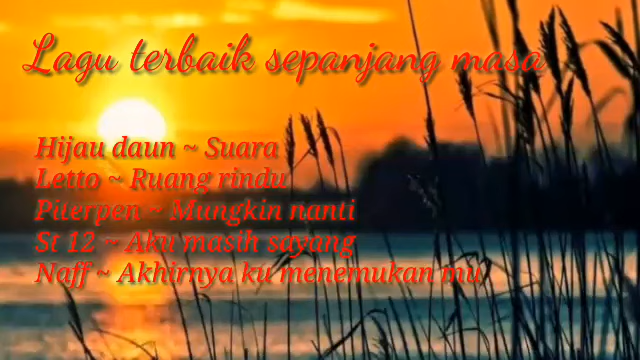 Lagu terbaik sepanjang masa
Hijau daun ~ Suara
Letto ~ Ruang rindu
Piterpen ~ Mungkin nanti
St 12 ~ Aku masih sayang
Naff ~ Akhirnya ku menemukan mu